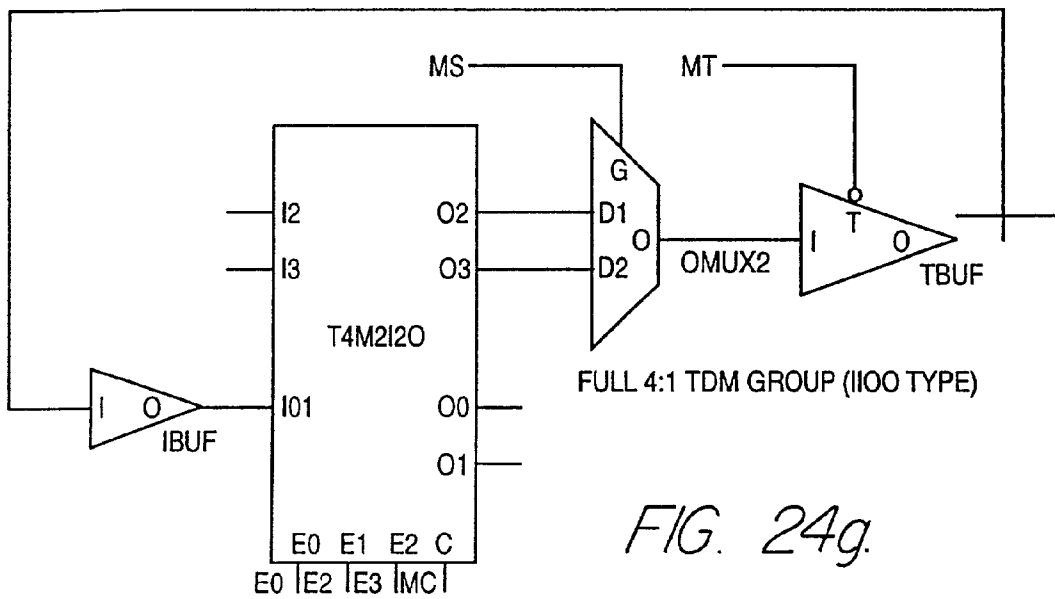 MS
MT
G
T
I2
O2
D1
O
I
O
I3
O3
D2
OMUX2
TBUF
T4M2I2O
FULL 4:1 TDM GROUP (IIOO TYPE)
I
O
IBUF
I01
O0
O1
E0 E1 E2 C
E0 E2 E3 MC
FIG. 24g.